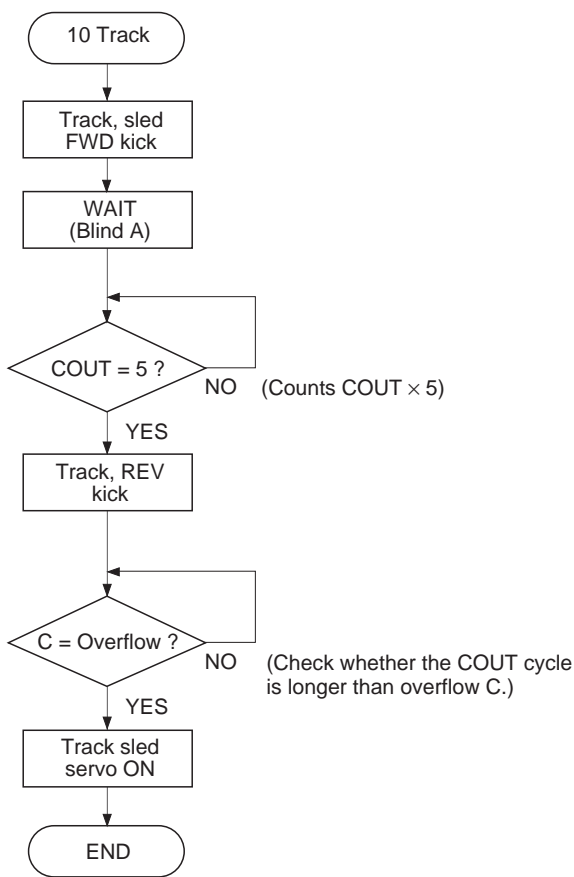 10 Track
Track, sled
FWD kick
WAIT
(Blind A)
COUT = 5 ?
NO
(Counts COUT × 5)
YES
Track, REV
kick
C = Overflow ?
NO
(Check whether the COUT cycle
is longer than overflow C.)
YES
Track sled
servo ON
END